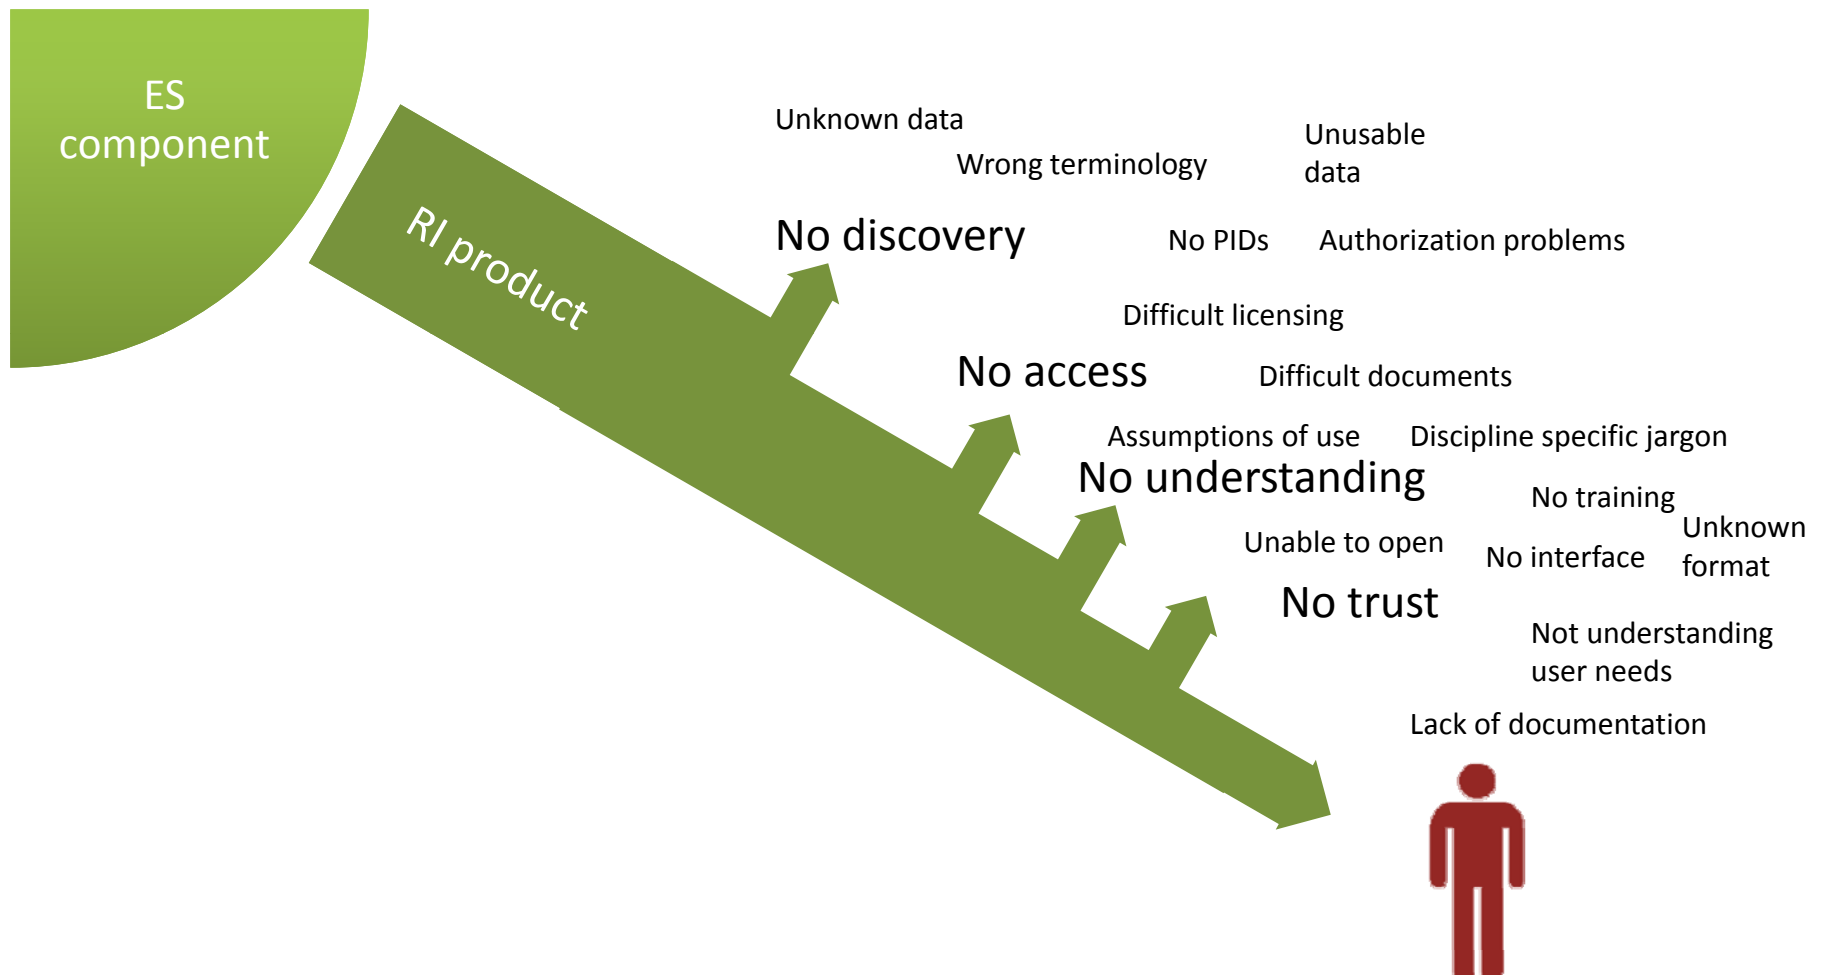 ES
component
RI product
Unknown data
Wrong terminology
Unusable
data
No discovery
No PIDs
Authorization problems
Difficult licensing
No access
Difficult documents
Assumptions of use
Discipline specific jargon
No understanding
No training
Unknown
format
Unable to open
No interface
No trust
Not understanding
user needs
Lack of documentation